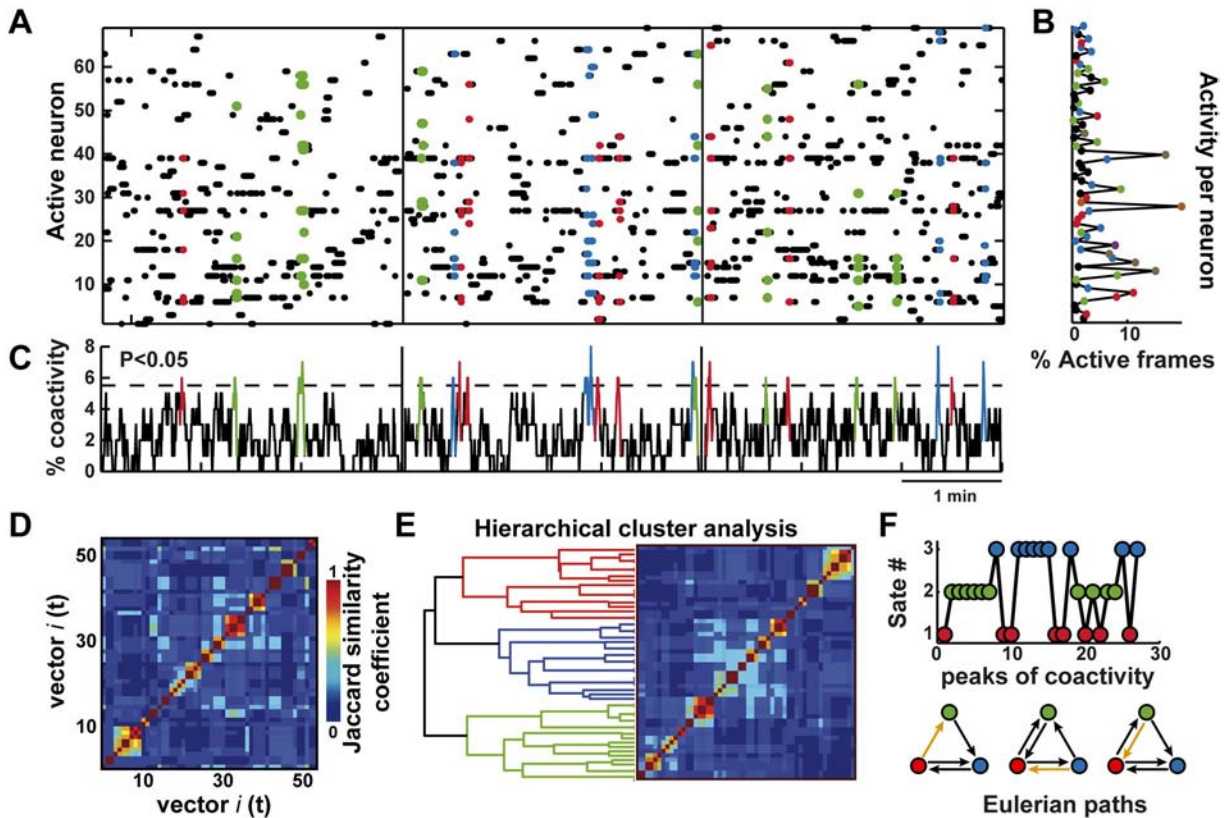 A
Active neuron
60
50
40
30
20
10
B
Activity per neuron
0 10
% Active frames
C
% coactivity
8
6
4
2
0
P<0.05
1 min
D
vector i (t)
50
30
10
10 30 50
vector i (t)
1
0
Jaccard similarity
coefficient
E
Hierarchical cluster analysis
F
Sate #
3
2
1
0 10 20 30
peaks of coactivity
Eulerian paths